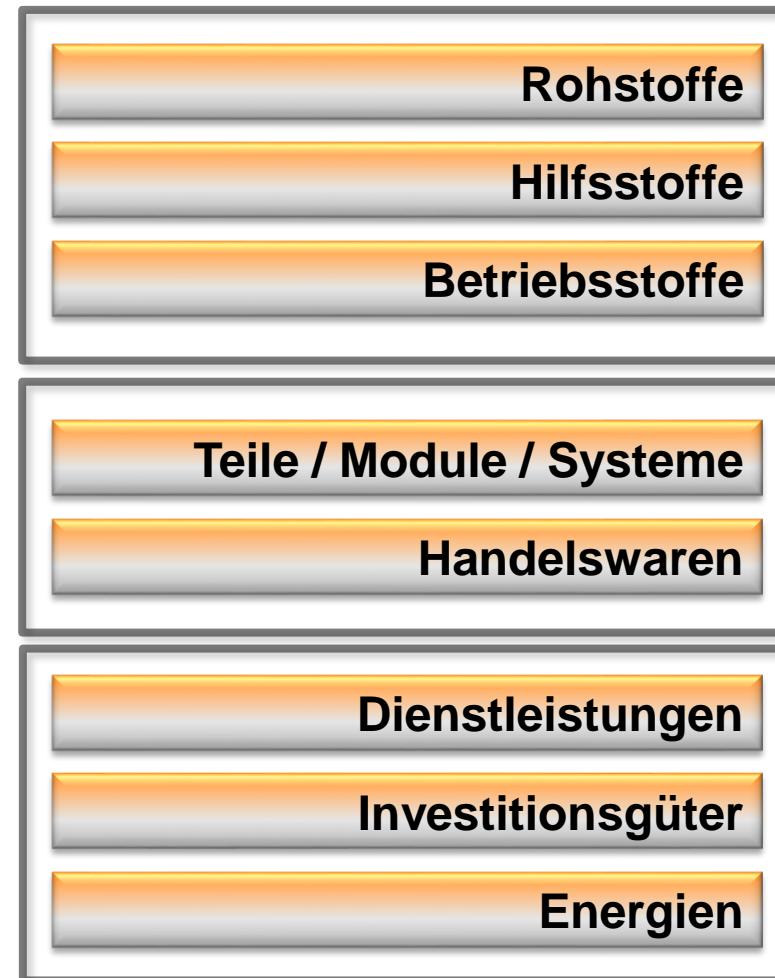 Rohstoffe
Hilfsstoffe
Betriebsstoffe
Teile / Module / Systeme
Handelswaren
Dienstleistungen
Investitionsgüter
Energien